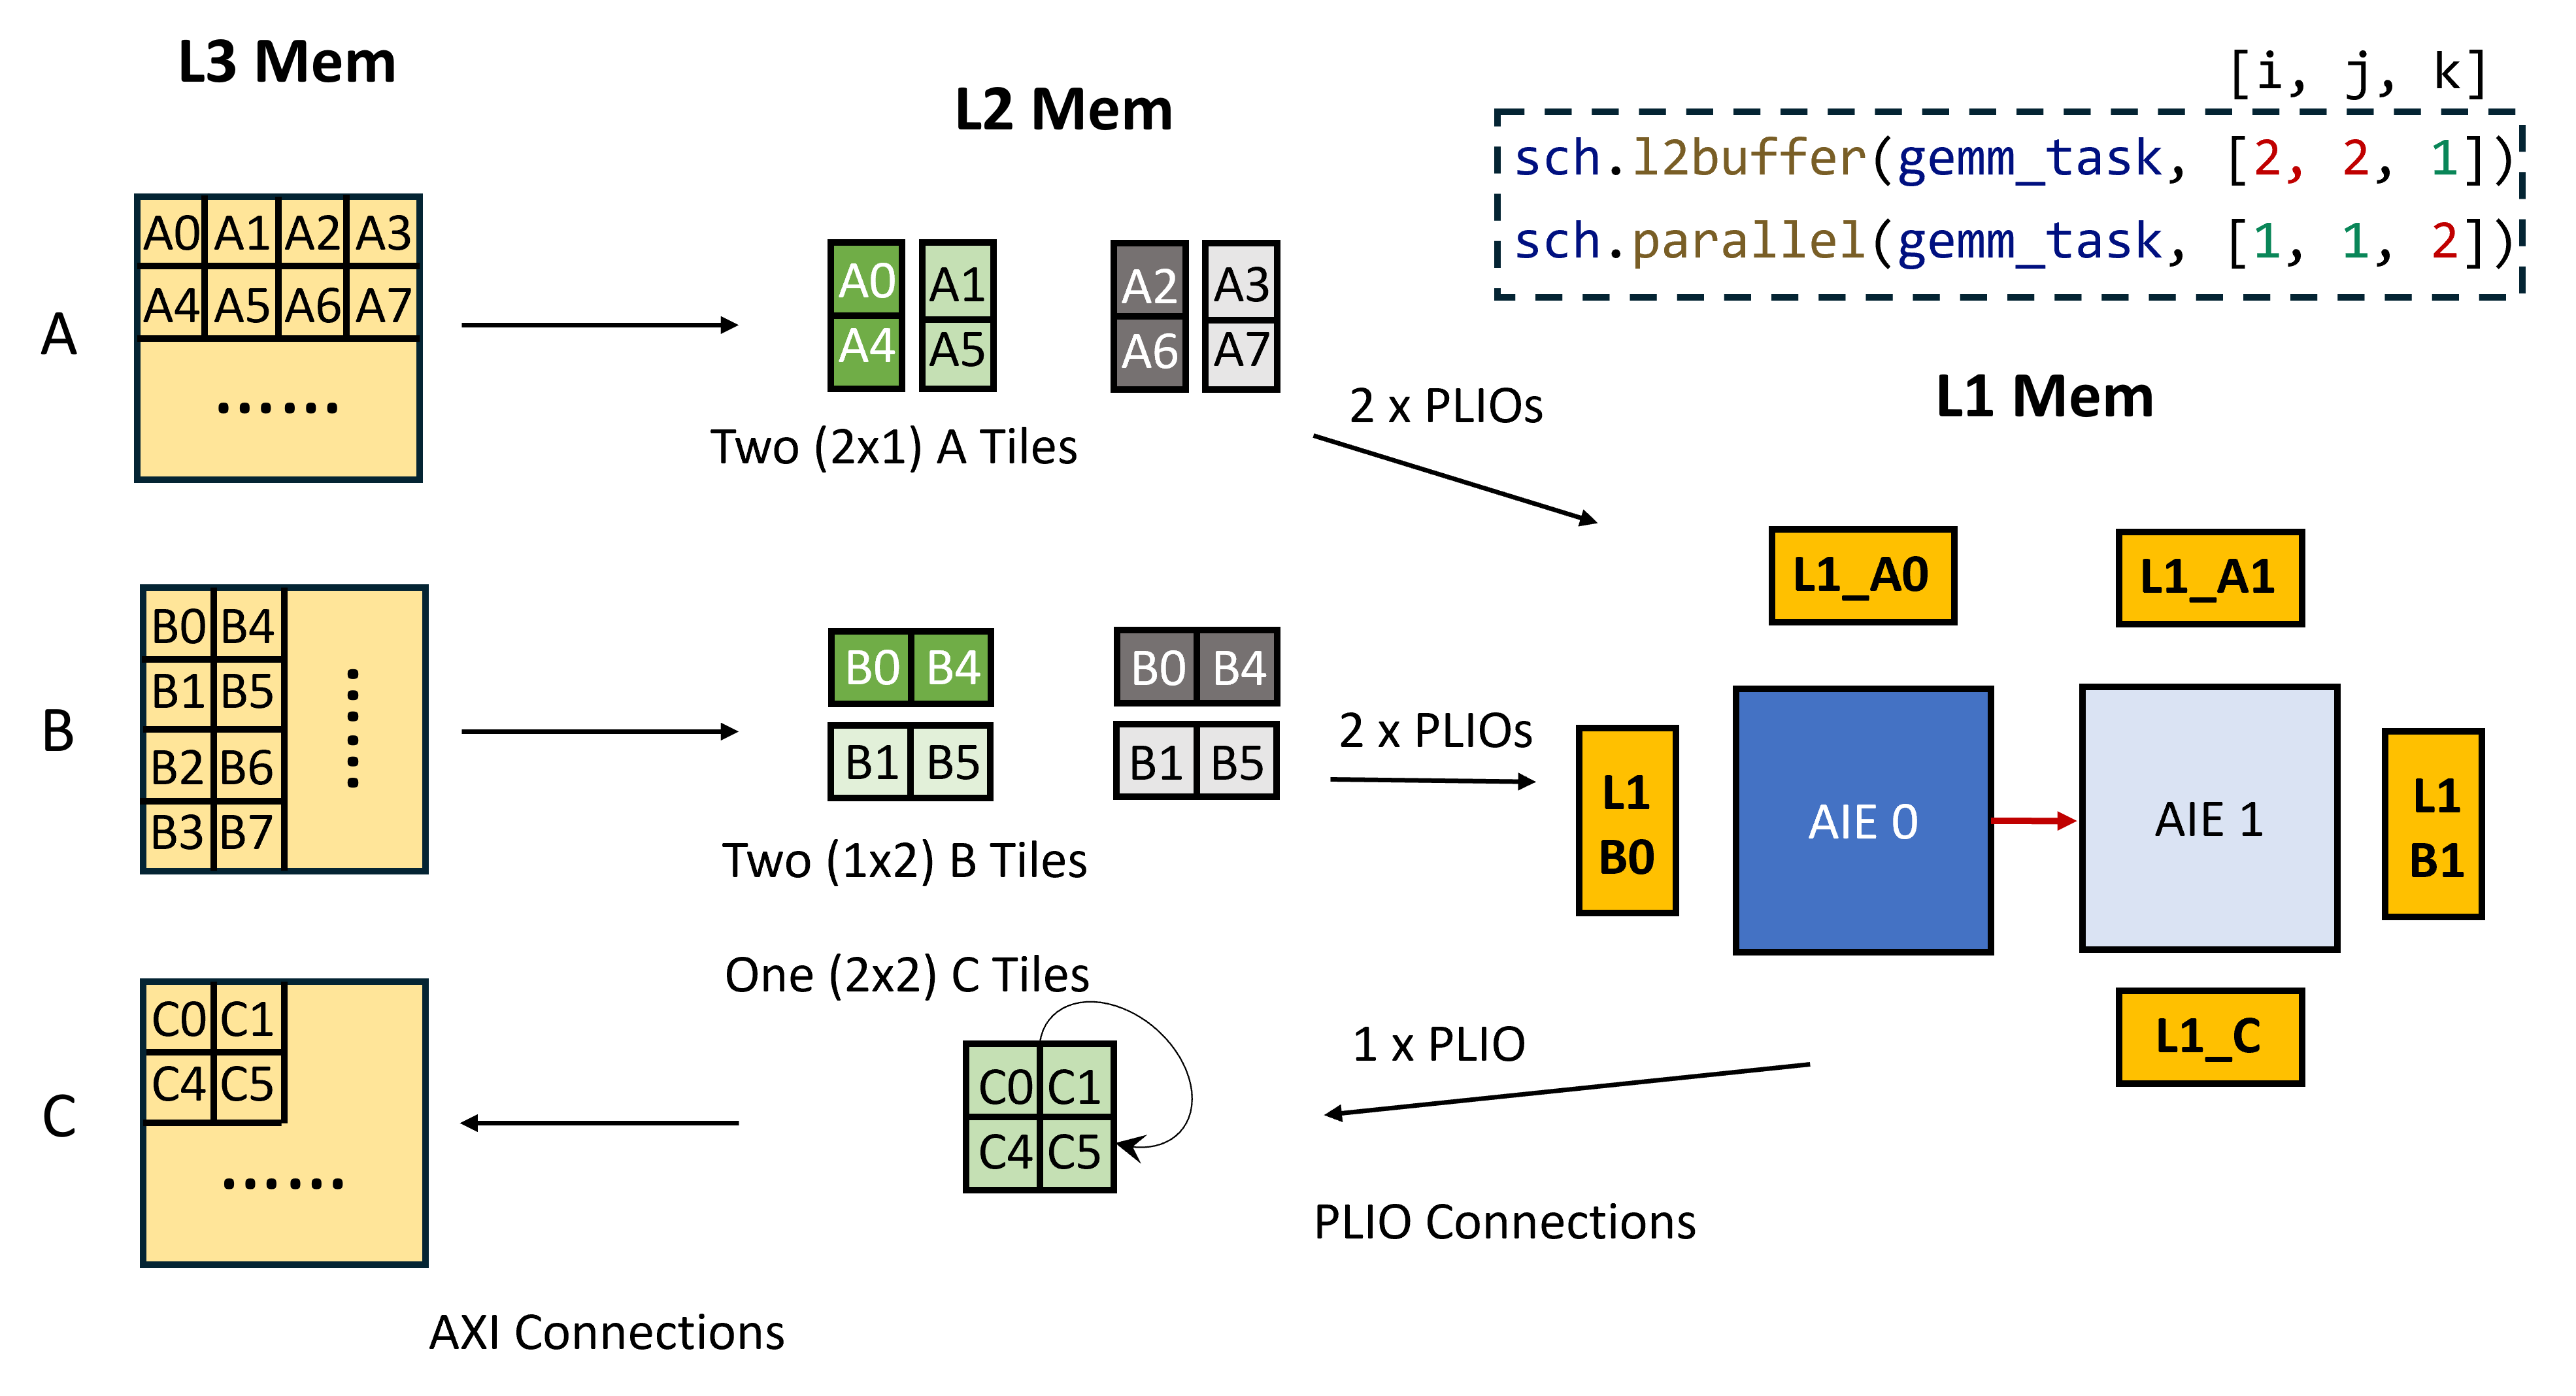 L3 Mem
L2 Mem
[i, j, k]
sch.l2buffer(gemm_task, [2, 2, 1])
sch.parallel(gemm_task, [1, 1, 2])
L1 Mem
A
A0 A1 A2 A3
A4 A5 A6 A7
......
A0 A1 A2 A3
A4 A5 A6 A7
Two (2x1) A Tiles
2 x PLIOs
L1_A0
L1_A1
B
B0 B4
B1 B5
B2 B6
B3 B7
......
B0 B4 B0 B4
B1 B5 B1 B5
Two (1x2) B Tiles
2 x PLIOs
L1
B0
AIE 0
AIE 1
L1
B1
L1_C
C
C0 C1
C4 C5
......
One (2x2) C Tiles
C0 C1
C4 C5
1 x PLIO
PLIO Connections
AXI Connections